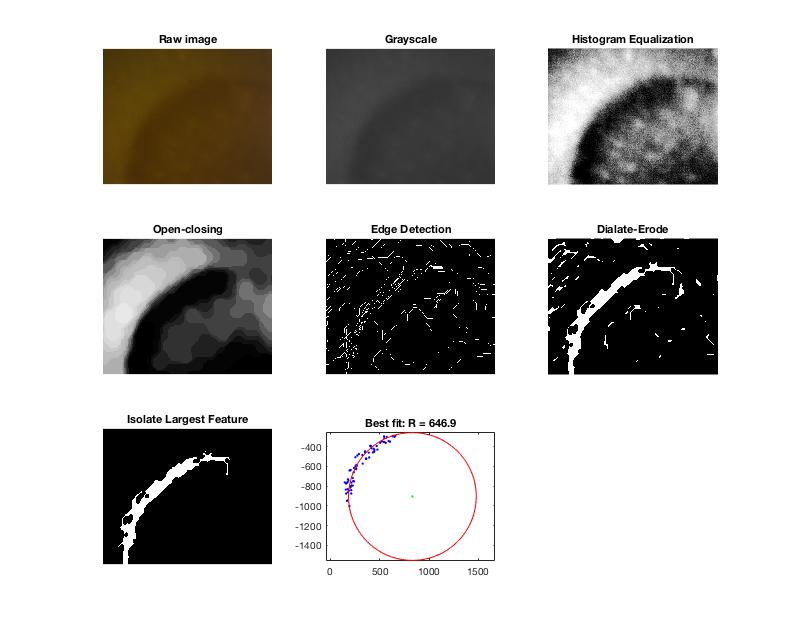 Raw image
Grayscale
Histogram Equalization
Open-closing
Edge Detection
Dialate-Erode
Isolate Largest Feature
Best fit: R = 646.9
-400
-600
-800
-1000
-1200
-1400
0
500
1000
1500